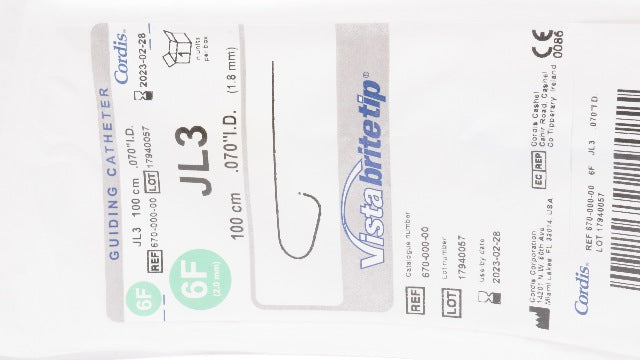 GUIDING CATHETER
Cordis®
6F
JL3 100 cm .070"I.D.
REF 670-000-00 LOT 17940057
2023-02-28
1
n units
per box
6F
(2.0 mm)
JL3
100 cm .070"I.D. (1.8 mm)
Vista britetip®
Catalogue number
REF 670-000-00
Lot number
LOT 17940057
Use by date
2023-02-28
EC REP
Cordis Cashel
Cahir Road, Cashel
Co Tipperary, Ireland
CE
0086
Cordis Corporation
14201 N.W. 60th Ave
Miami Lakes, FL 33014 USA
Cordis®
REF 670-000-00 6F JL3 .070"I.D.
LOT 17940057